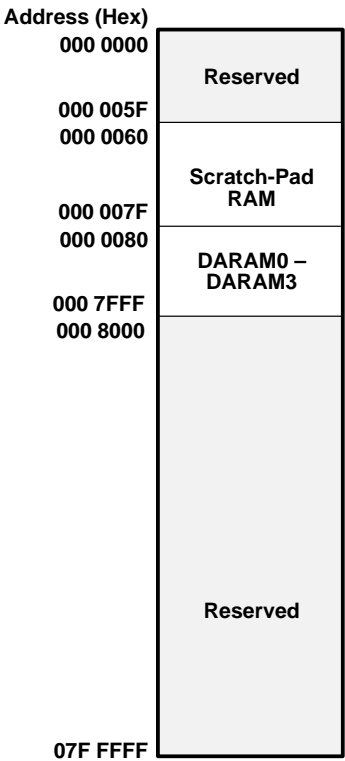 Address (Hex)
000 0000
Reserved
000 005F
000 0060
Scratch-Pad
RAM
000 007F
000 0080
DARAM0 –
DARAM3
000 7FFF
000 8000
Reserved
07F FFFF